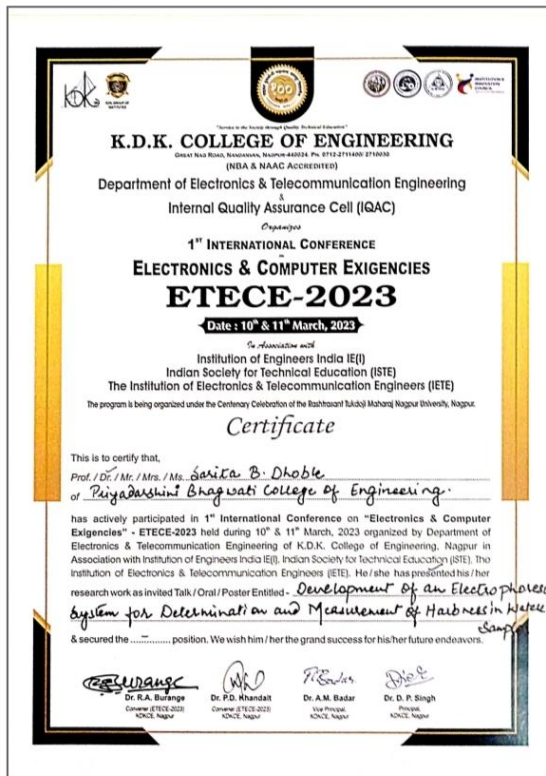 KDK
KDK GROUP OF
INSTITUTES
100
INSTITUTION'S
INNOVATION
COUNCIL
"Service to the Society through Quality Technical Education"
K.D.K. COLLEGE OF ENGINEERING
GREAT NAG ROAD, NANDANVAN, NAGPUR-440024. PH. 0712-2711400/ 2710030
(NBA & NAAC ACCREDITED)
Department of Electronics & Telecommunication Engineering
&
Internal Quality Assurance Cell (IQAC)
Organizes
1ST INTERNATIONAL CONFERENCE
on
ELECTRONICS & COMPUTER EXIGENCIES
ETECE-2023
Date : 10th & 11th March, 2023
In Association with
Institution of Engineers India IE(I)
Indian Society for Technical Education (ISTE)
The Institution of Electronics & Telecommunication Engineers (IETE)
The program is being organized under the Centenary Celebration of the Rashtrasant Tukdoji Maharaj Nagpur University, Nagpur.
Certificate
This is to certify that,
Prof. / Dr. / Mr. / Mrs. / Ms. Sarita B. Dhoble
of Priyadarshini Bhagwati College of Engineering.
has actively participated in 1st International Conference on "Electronics & Computer
Exigencies" - ETECE-2023 held during 10th & 11th March, 2023 organized by Department of
Electronics & Telecommunication Engineering of K.D.K. College of Engineering, Nagpur in
Association with Institution of Engineers India IE(I), Indian Society for Technical Education (ISTE), The
Institution of Electronics & Telecommunication Engineers (IETE). He / she has presented his / her
research work as invited Talk / Oral / Poster Entitled - Development of an Electrophores
System for Determination and Measurement of Hardness in Water
Samp
& secured the ...–... position. We wish him / her the grand success for his/her future endeavors.
Dr. R.A. Burange Dr. P.D. Khandait Dr. A.M. Badar Dr. D. P. Singh
Convener (ETECE-2023) Convener (ETECE-2023) Vice Principal, Principal,
KDKCE, Nagpur KDKCE, Nagpur KDKCE, Nagpur KDKCE, Nagpur